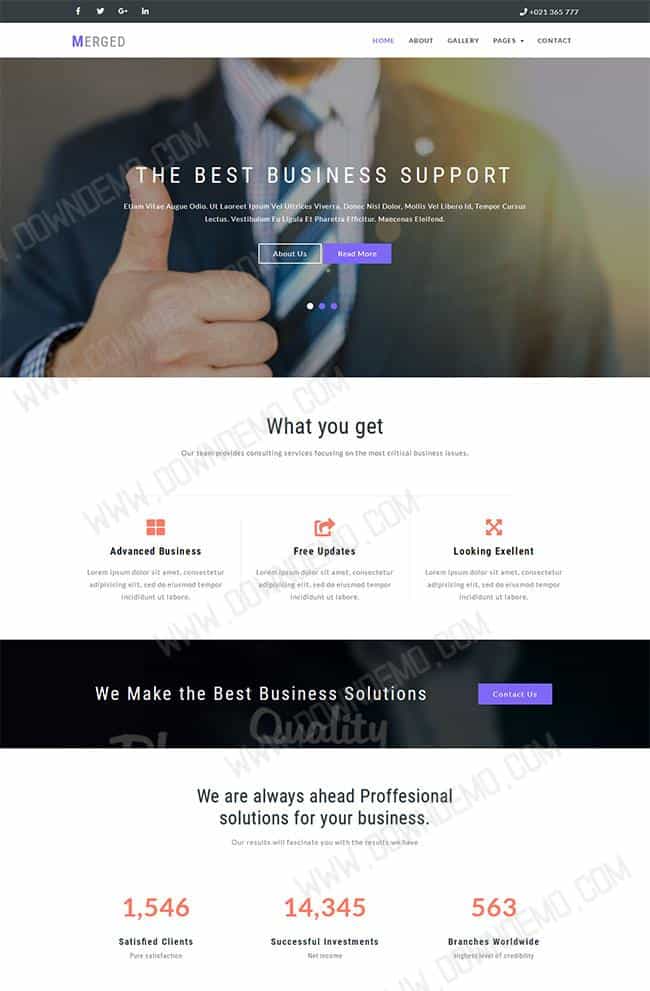 +021 365 777
MERGED
HOME ABOUT GALLERY PAGES CONTACT
THE BEST BUSINESS SUPPORT
Etiam Vitae Augue Odio. Ut Laoreet Ipsum Vel Ultrices Viverra. Donec Nisl Dolor, Mollis Vel Libero Id, Tempor Cursus
Lectus. Vestibulum Eu Ligula Et Pharetra Efficitur. Maecenas Eleifend.
About Us Read More
What you get
Our team provides consulting services focusing on the most critical business issues.
Advanced Business
Lorem ipsum dolor sit amet, consectetur
adipisicing elit, sed do eiusmod tempor
incididunt ut labore.
Free Updates
Lorem ipsum dolor sit amet, consectetur
adipisicing elit, sed do eiusmod tempor
incididunt ut labore.
Looking Exellent
Lorem ipsum dolor sit amet, consectetur
adipisicing elit, sed do eiusmod tempor
incididunt ut labore.
We Make the Best Business Solutions
Contact Us
Quality
We are always ahead Proffesional
solutions for your business.
Our results will fascinate you with the results we have
1,546
Satisfied Clients
Pure satisfaction
14,345
Successful Investments
Net income
563
Branches Worldwide
Highest level of credibility
WWW.DOWNDEMO.COM